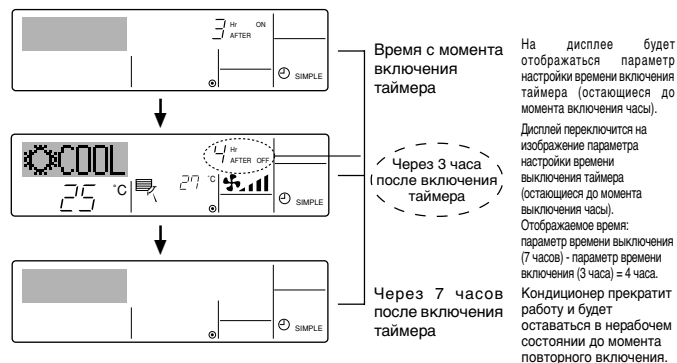 3 Hr ON
AFTER
SIMPLE
Время с момента
включения
таймера
На дисплее будет
отображаться параметр
настройки времени включения
таймера (остающиеся до
момента включения часы).
COOL
4 Hr
AFTER OFF
25 °C
27 °C
SIMPLE
Через 3 часа
после включения
таймера
Дисплей переключится на
изображение параметра
настройки времени
выключения таймера
(остающиеся до момента
выключения часы).
Отображаемое время:
параметр времени выключения
(7 часов) - параметр времени
включения (3 часа) = 4 часа.
SIMPLE
Через 7 часов
после включения
таймера
Кондиционер прекратит
работу и будет
оставаться в нерабочем
состоянии до момента
повторного включения.